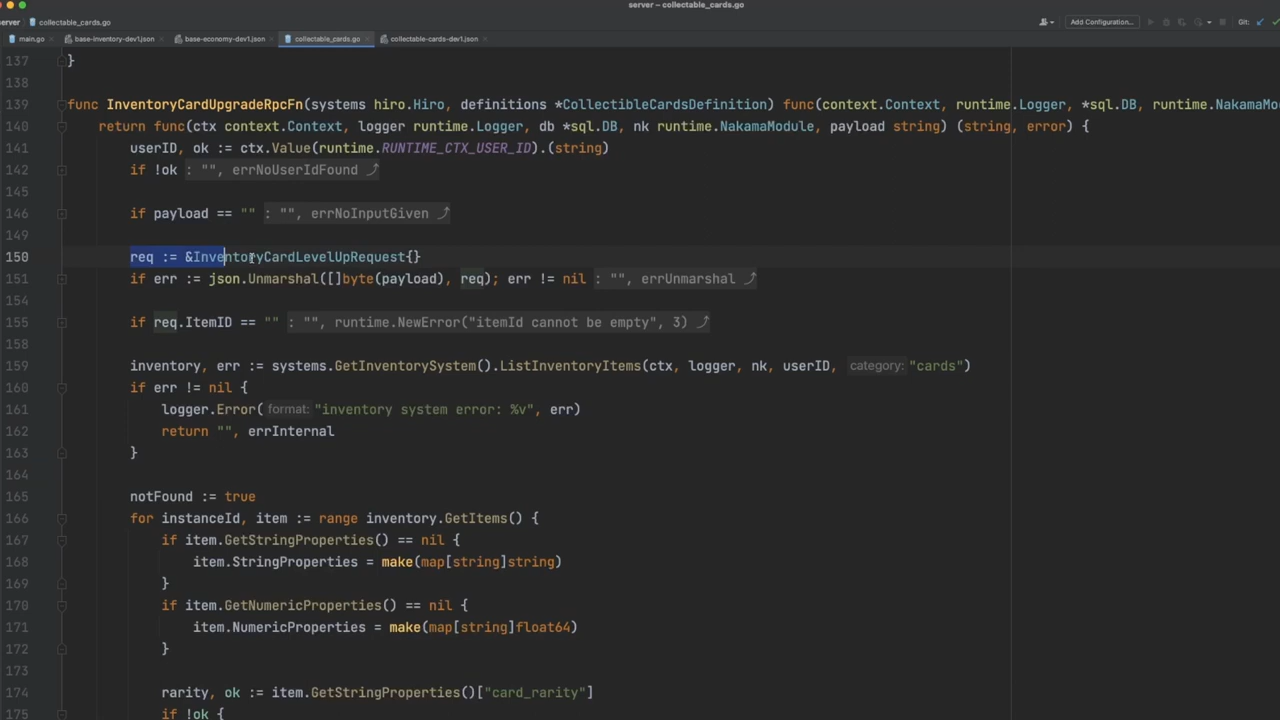 server – collectable_cards.go
server collectable_cards.go Add Configuration... Git:
main.go base-inventory-dev1.json base-economy-dev1.json collectable_cards.go collectable-cards-dev1.json
137 }
138
139 func InventoryCardUpgradeRpcFn(systems hiro.Hiro, definitions *CollectibleCardsDefinition) func(context.Context, runtime.Logger, *sql.DB, runtime.NakamaMo
140 return func(ctx context.Context, logger runtime.Logger, db *sql.DB, nk runtime.NakamaModule, payload string) (string, error) {
141 userID, ok := ctx.Value(runtime.RUNTIME_CTX_USER_ID).(string)
142 if !ok : "", errNoUserIdFound
145
146 if payload == "" : "", errNoInputGiven
149
150 req := &InventoryCardLevelUpRequest{}
151 if err := json.Unmarshal([]byte(payload), req); err != nil : "", errUnmarshal
154
155 if req.ItemID == "" : "", runtime.NewError("itemId cannot be empty", 3)
158
159 inventory, err := systems.GetInventorySystem().ListInventoryItems(ctx, logger, nk, userID, category: "cards")
160 if err != nil {
161 logger.Error( format: "inventory system error: %v", err)
162 return "", errInternal
163 }
164
165 notFound := true
166 for instanceId, item := range inventory.GetItems() {
167 if item.GetStringProperties() == nil {
168 item.StringProperties = make(map[string]string)
169 }
170 if item.GetNumericProperties() == nil {
171 item.NumericProperties = make(map[string]float64)
172 }
173
174 rarity, ok := item.GetStringProperties()["card_rarity"]
175 if !ok {